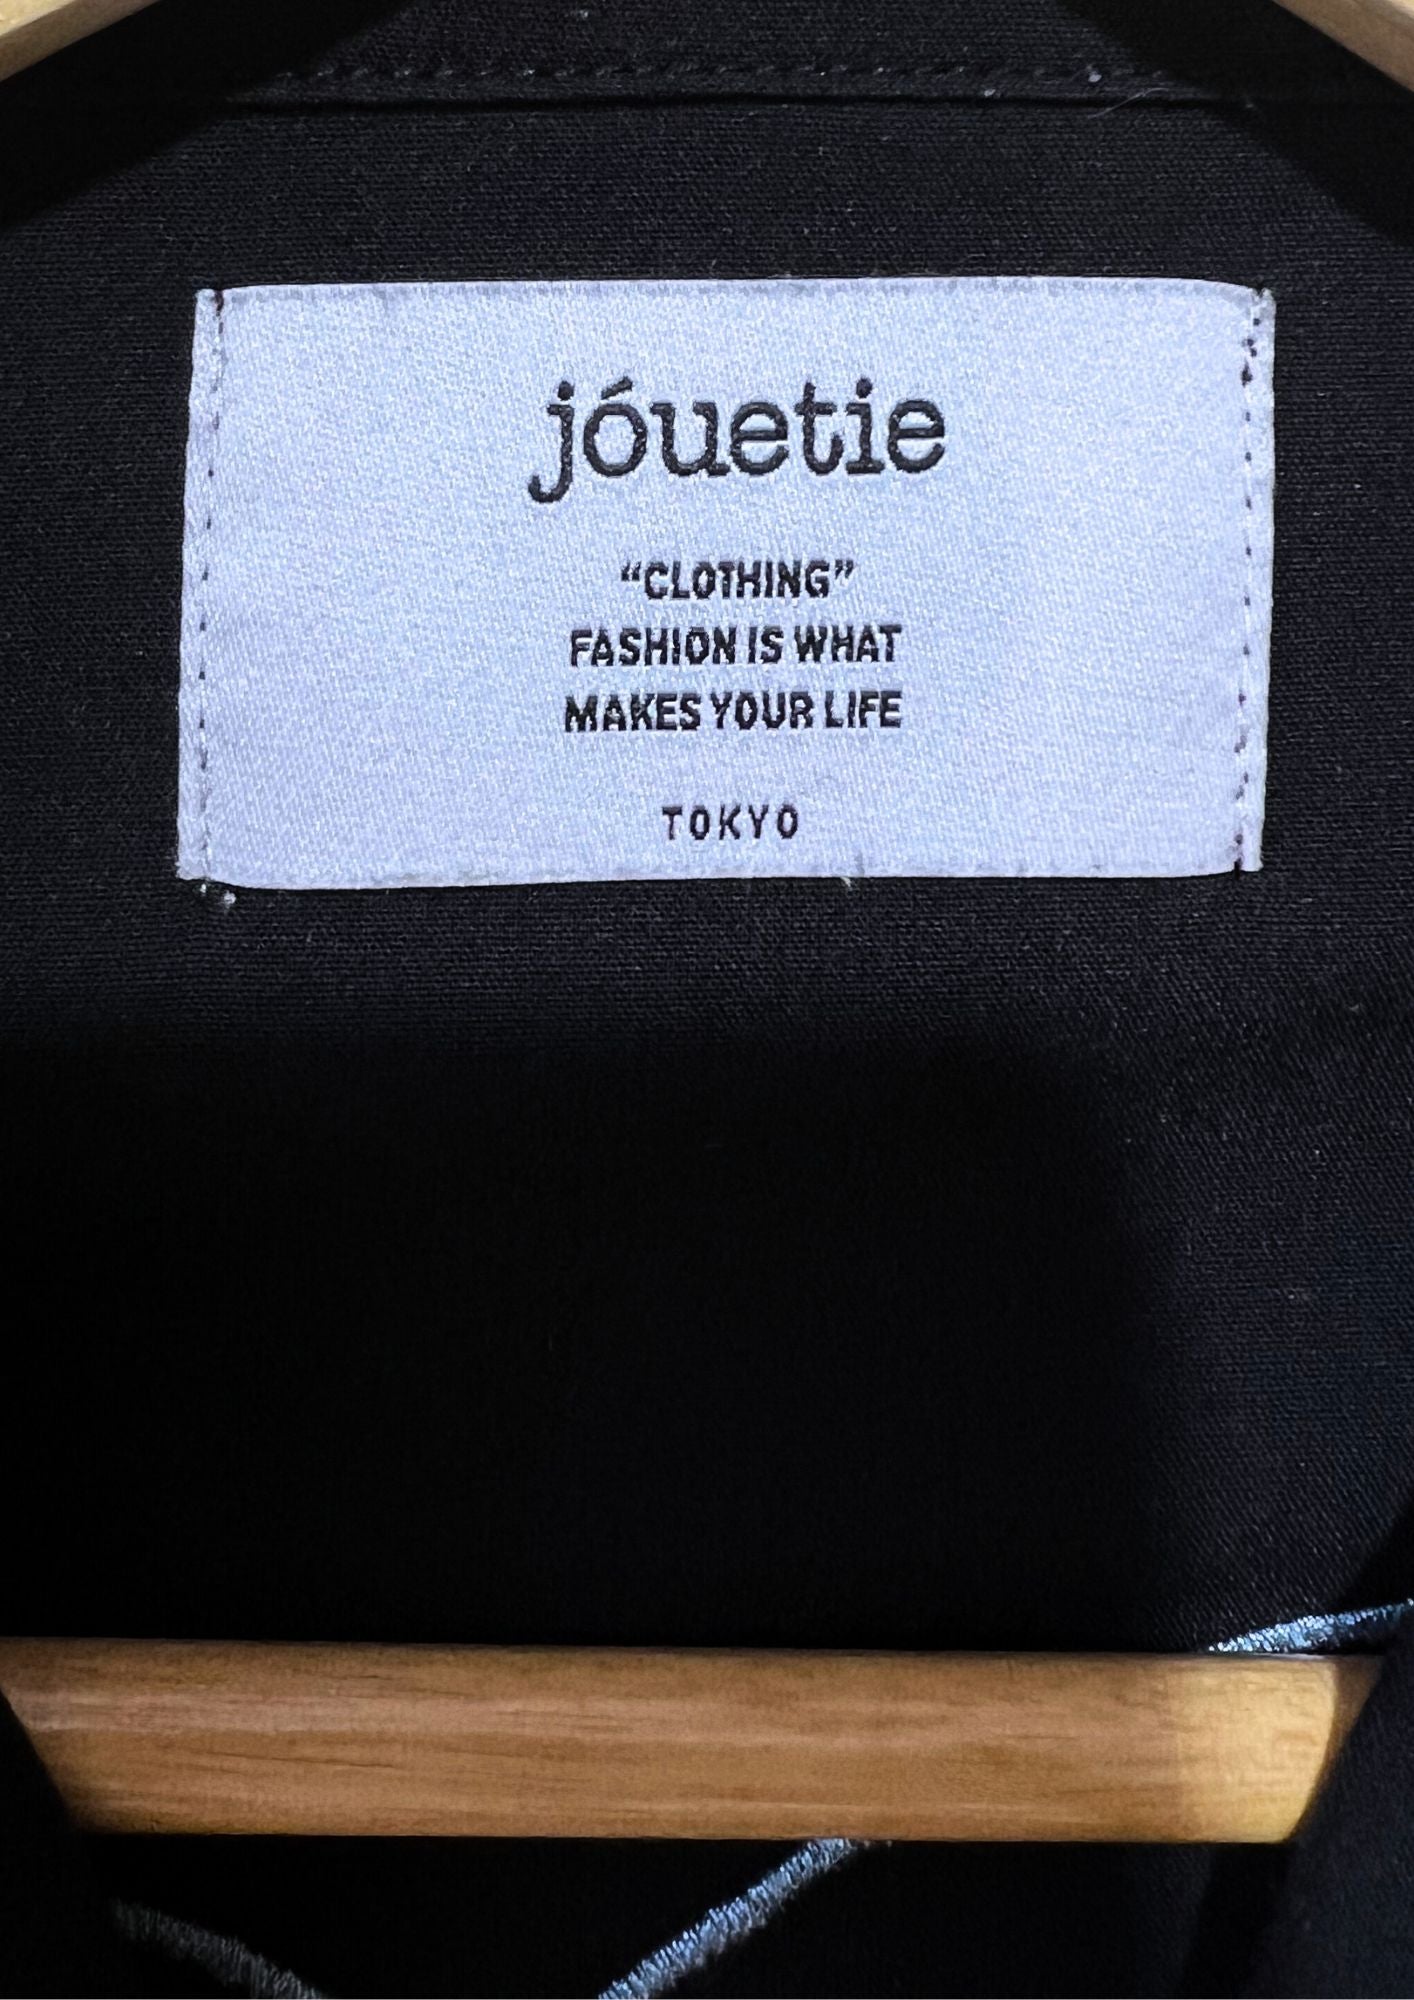 jóuetie
“CLOTHING”
FASHION IS WHAT
MAKES YOUR LIFE
TOKYO